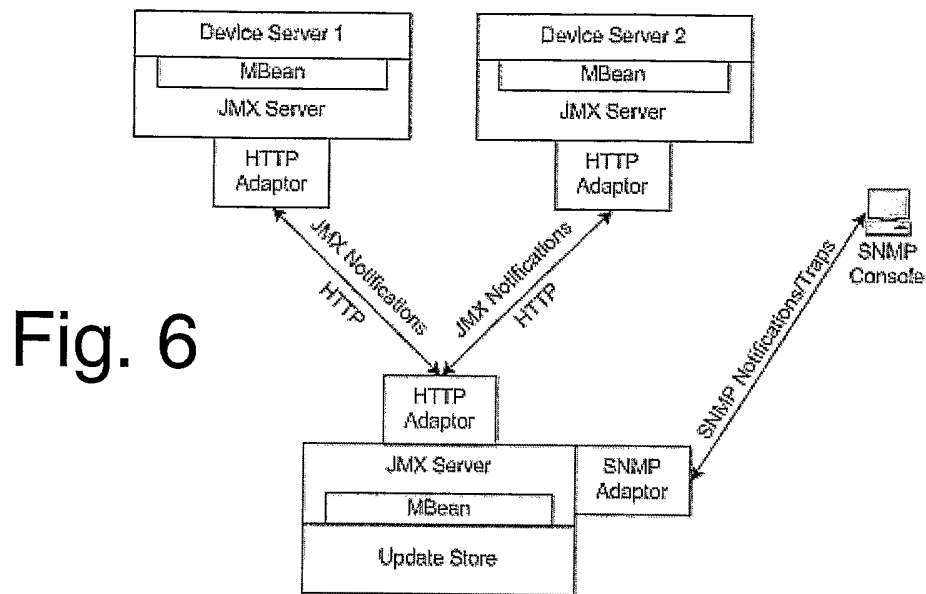 Device Server 1
MBean
JMX Server
HTTP
Adaptor
Device Server 2
MBean
JMX Server
HTTP
Adaptor
JMX Notifications
HTTP
JMX Notifications
HTTP
SNMP
Console
SNMP Notifications/Traps
Fig. 6
HTTP
Adaptor
JMX Server
MBean
Update Store
SNMP
Adaptor